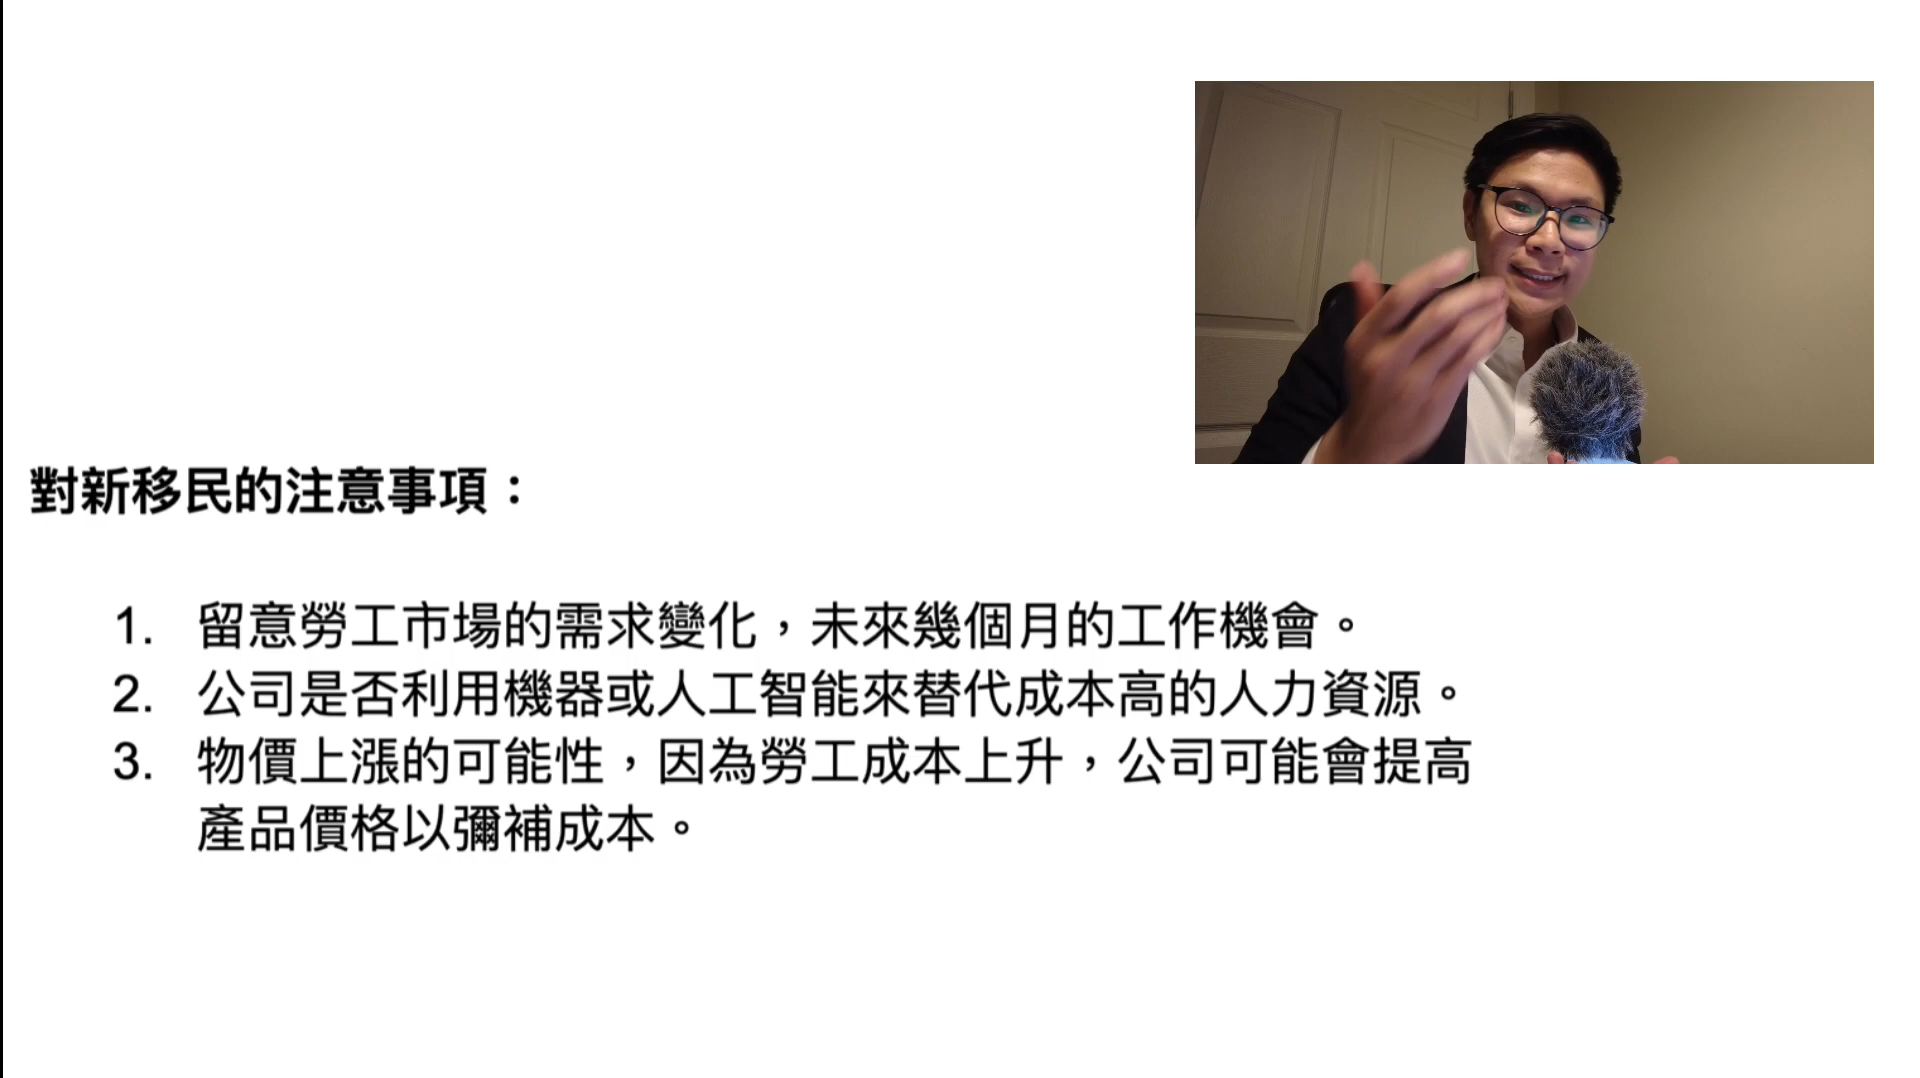 對新移民的注意事項：
1. 留意勞工市場的需求變化，未來幾個月的工作機會。
2. 公司是否利用機器或人工智能來替代成本高的人力資源。
3. 物價上漲的可能性，因為勞工成本上升，公司可能會提高
產品價格以彌補成本。